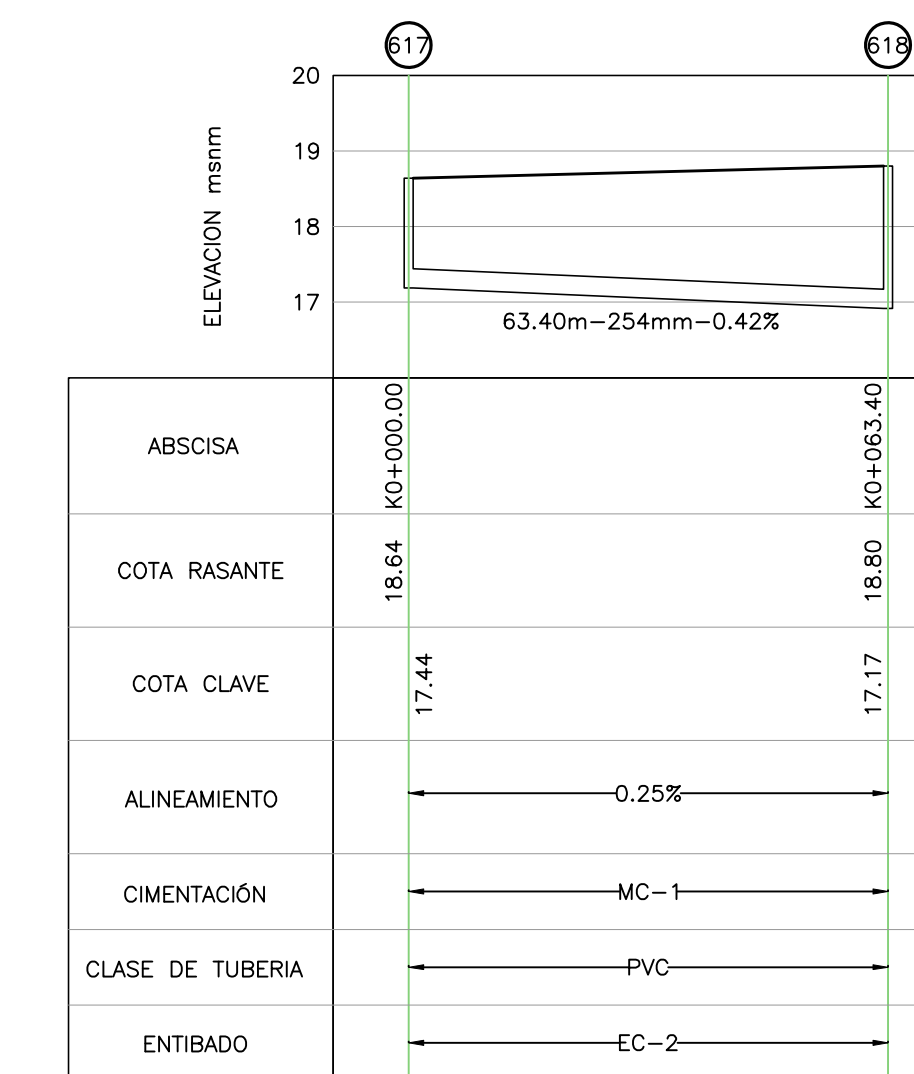 617 618
20
19
18
17
ELEVACION msnm
63.40m-254mm-0.42%
ABSCISA K0+000.00 K0+063.40
COTA RASANTE 18.64 18.80
COTA CLAVE 17.44 17.17
ALINEAMIENTO 0.25%
CIMENTACIÓN MC-1
CLASE DE TUBERIA PVC
ENTIBADO EC-2